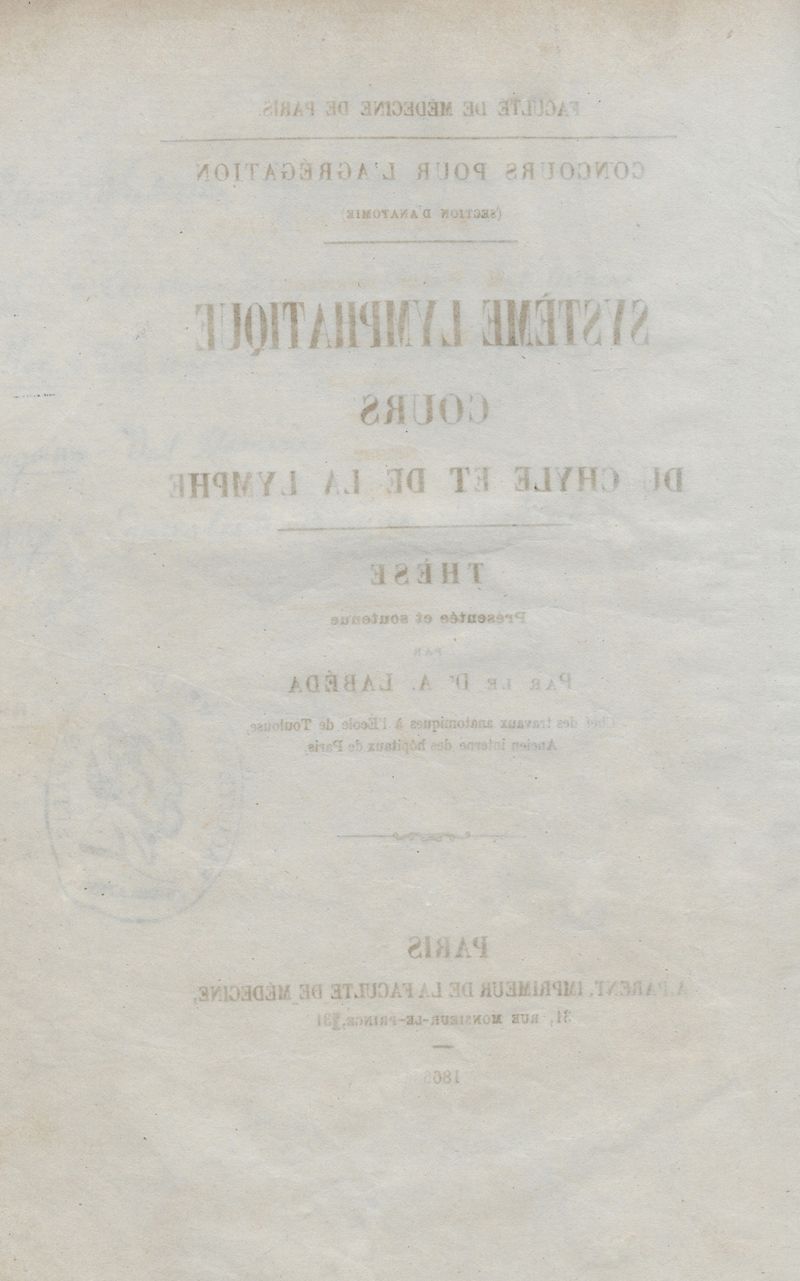 FACULTÉ DE MÉDECINE DE PARIS
CONCOURS POUR L'AGRÉGATION
(SECTION D'ANATOMIE)
SYSTÈME LYMPHATIQUE
COURS
DU CHYLE ET DE LA LYMPHE
THÈSE
Présentée et soutenue
PAR
PAR LE Dr A. LABÉDA
Chef des travaux anatomiques à l'École de Toulouse,
Ancien interne des hôpitaux de Paris.
PARIS
A. PARENT, IMPRIMEUR DE LA FACULTÉ DE MÉDECINE,
31, RUE MONSIEUR-LE-PRINCE, 31
1866